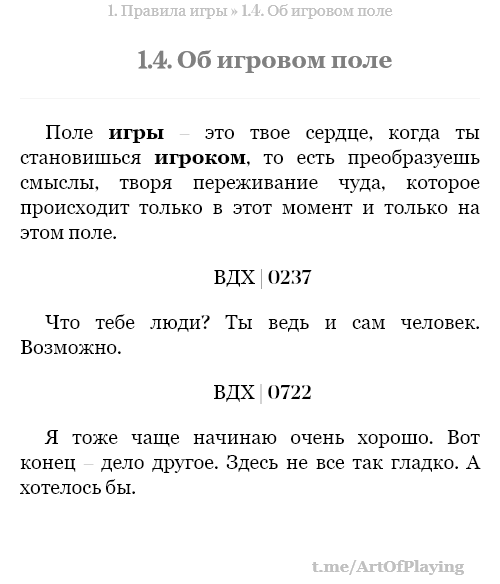 1. Правила игры » 1.4. Об игровом поле
1.4. Об игровом поле
Поле игры – это твое сердце, когда ты
становишься игроком, то есть преобразуешь
смыслы, творя переживание чуда, которое
происходит только в этот момент и только на
этом поле.
ВДХ | 0237
Что тебе люди? Ты ведь и сам человек.
Возможно.
ВДХ | 0722
Я тоже чаще начинаю очень хорошо. Вот
конец – дело другое. Здесь не все так гладко. А
хотелось бы.
t.me/ArtOfPlaying